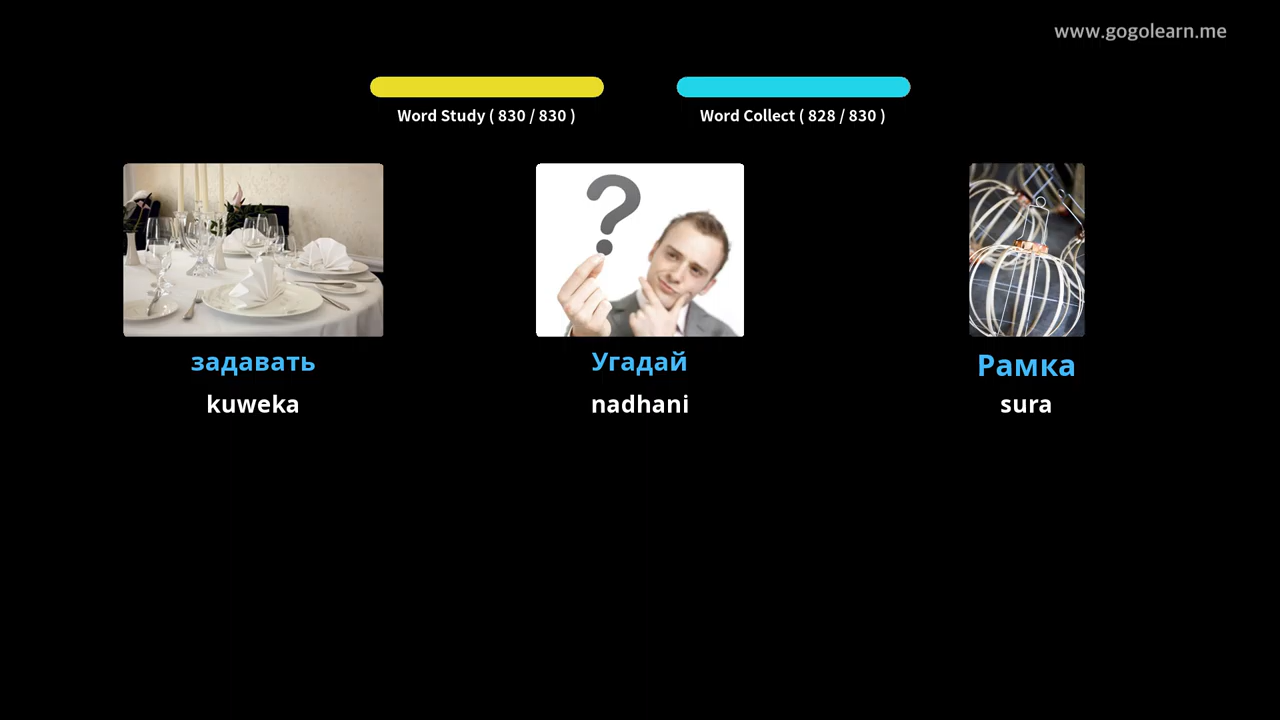 www.gogolearn.me
Word Study ( 830 / 830 )
Word Collect ( 828 / 830 )
задавать
Угадай
Рамка
kuweka
nadhani
sura